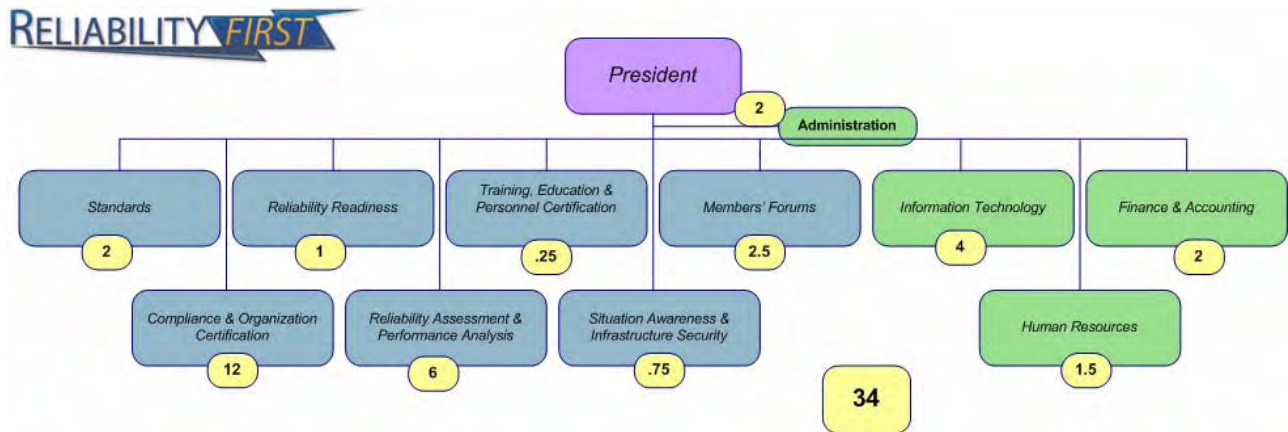 RELIABILITY FIRST
President
2
Administration
Standards
2
Reliability Readiness
1
Training, Education &
Personnel Certification
.25
Members' Forums
2.5
Information Technology
4
Finance & Accounting
2
Compliance & Organization
Certification
12
Reliability Assessment &
Performance Analysis
6
Situation Awareness &
Infrastructure Security
.75
Human Resources
1.5
34